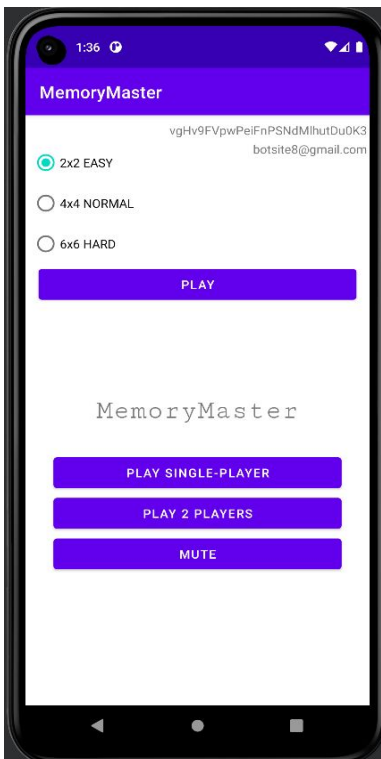 1:36
MemoryMaster
vgHv9FVpwPeiFnPSNdMlhutDu0K3
botsite8@gmail.com
2x2 EASY
4x4 NORMAL
6x6 HARD
PLAY
MemoryMaster
PLAY SINGLE-PLAYER
PLAY 2 PLAYERS
MUTE